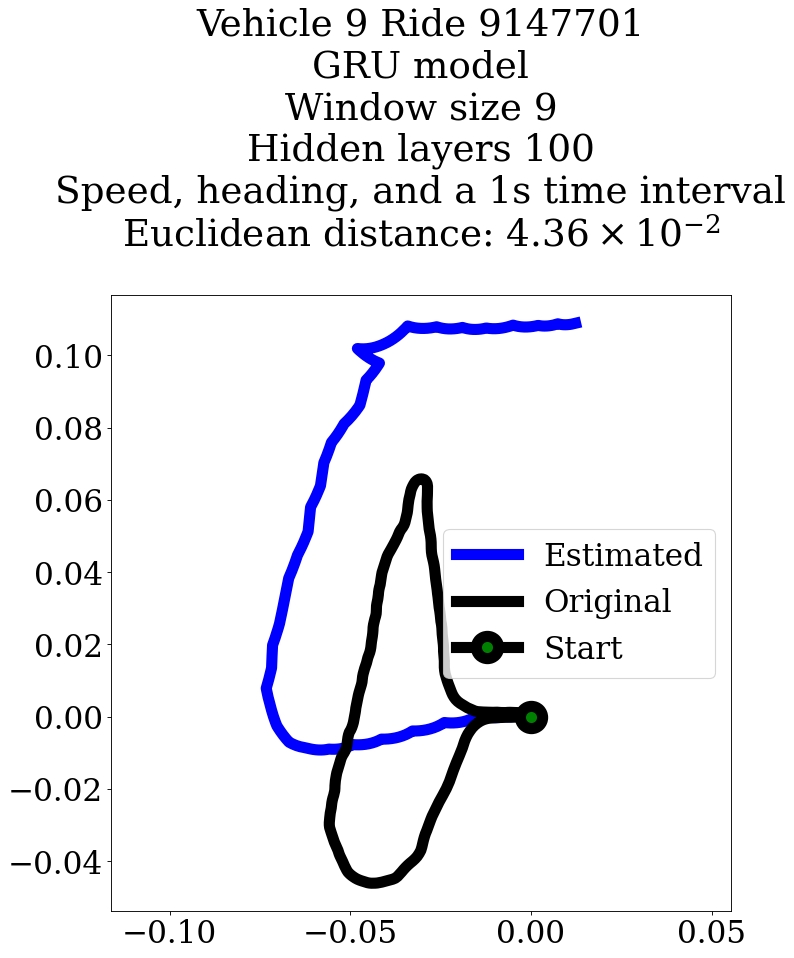 Vehicle 9 Ride 9147701
GRU model
Window size 9
Hidden layers 100
Speed, heading, and a 1s time interval
Euclidean distance: 4.36 × 10⁻²
0.10
0.08
0.06
0.04
0.02
0.00
−0.02
−0.04
Estimated
Original
Start
−0.10
−0.05
0.00
0.05